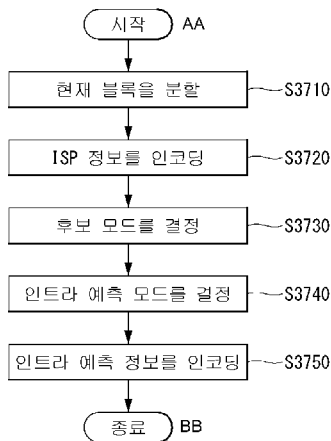 시작 AA
현재 블록을 분할 S3710
ISP 정보를 인코딩 S3720
후보 모드를 결정 S3730
인트라 예측 모드를 결정 S3740
인트라 예측 정보를 인코딩 S3750
종료 BB